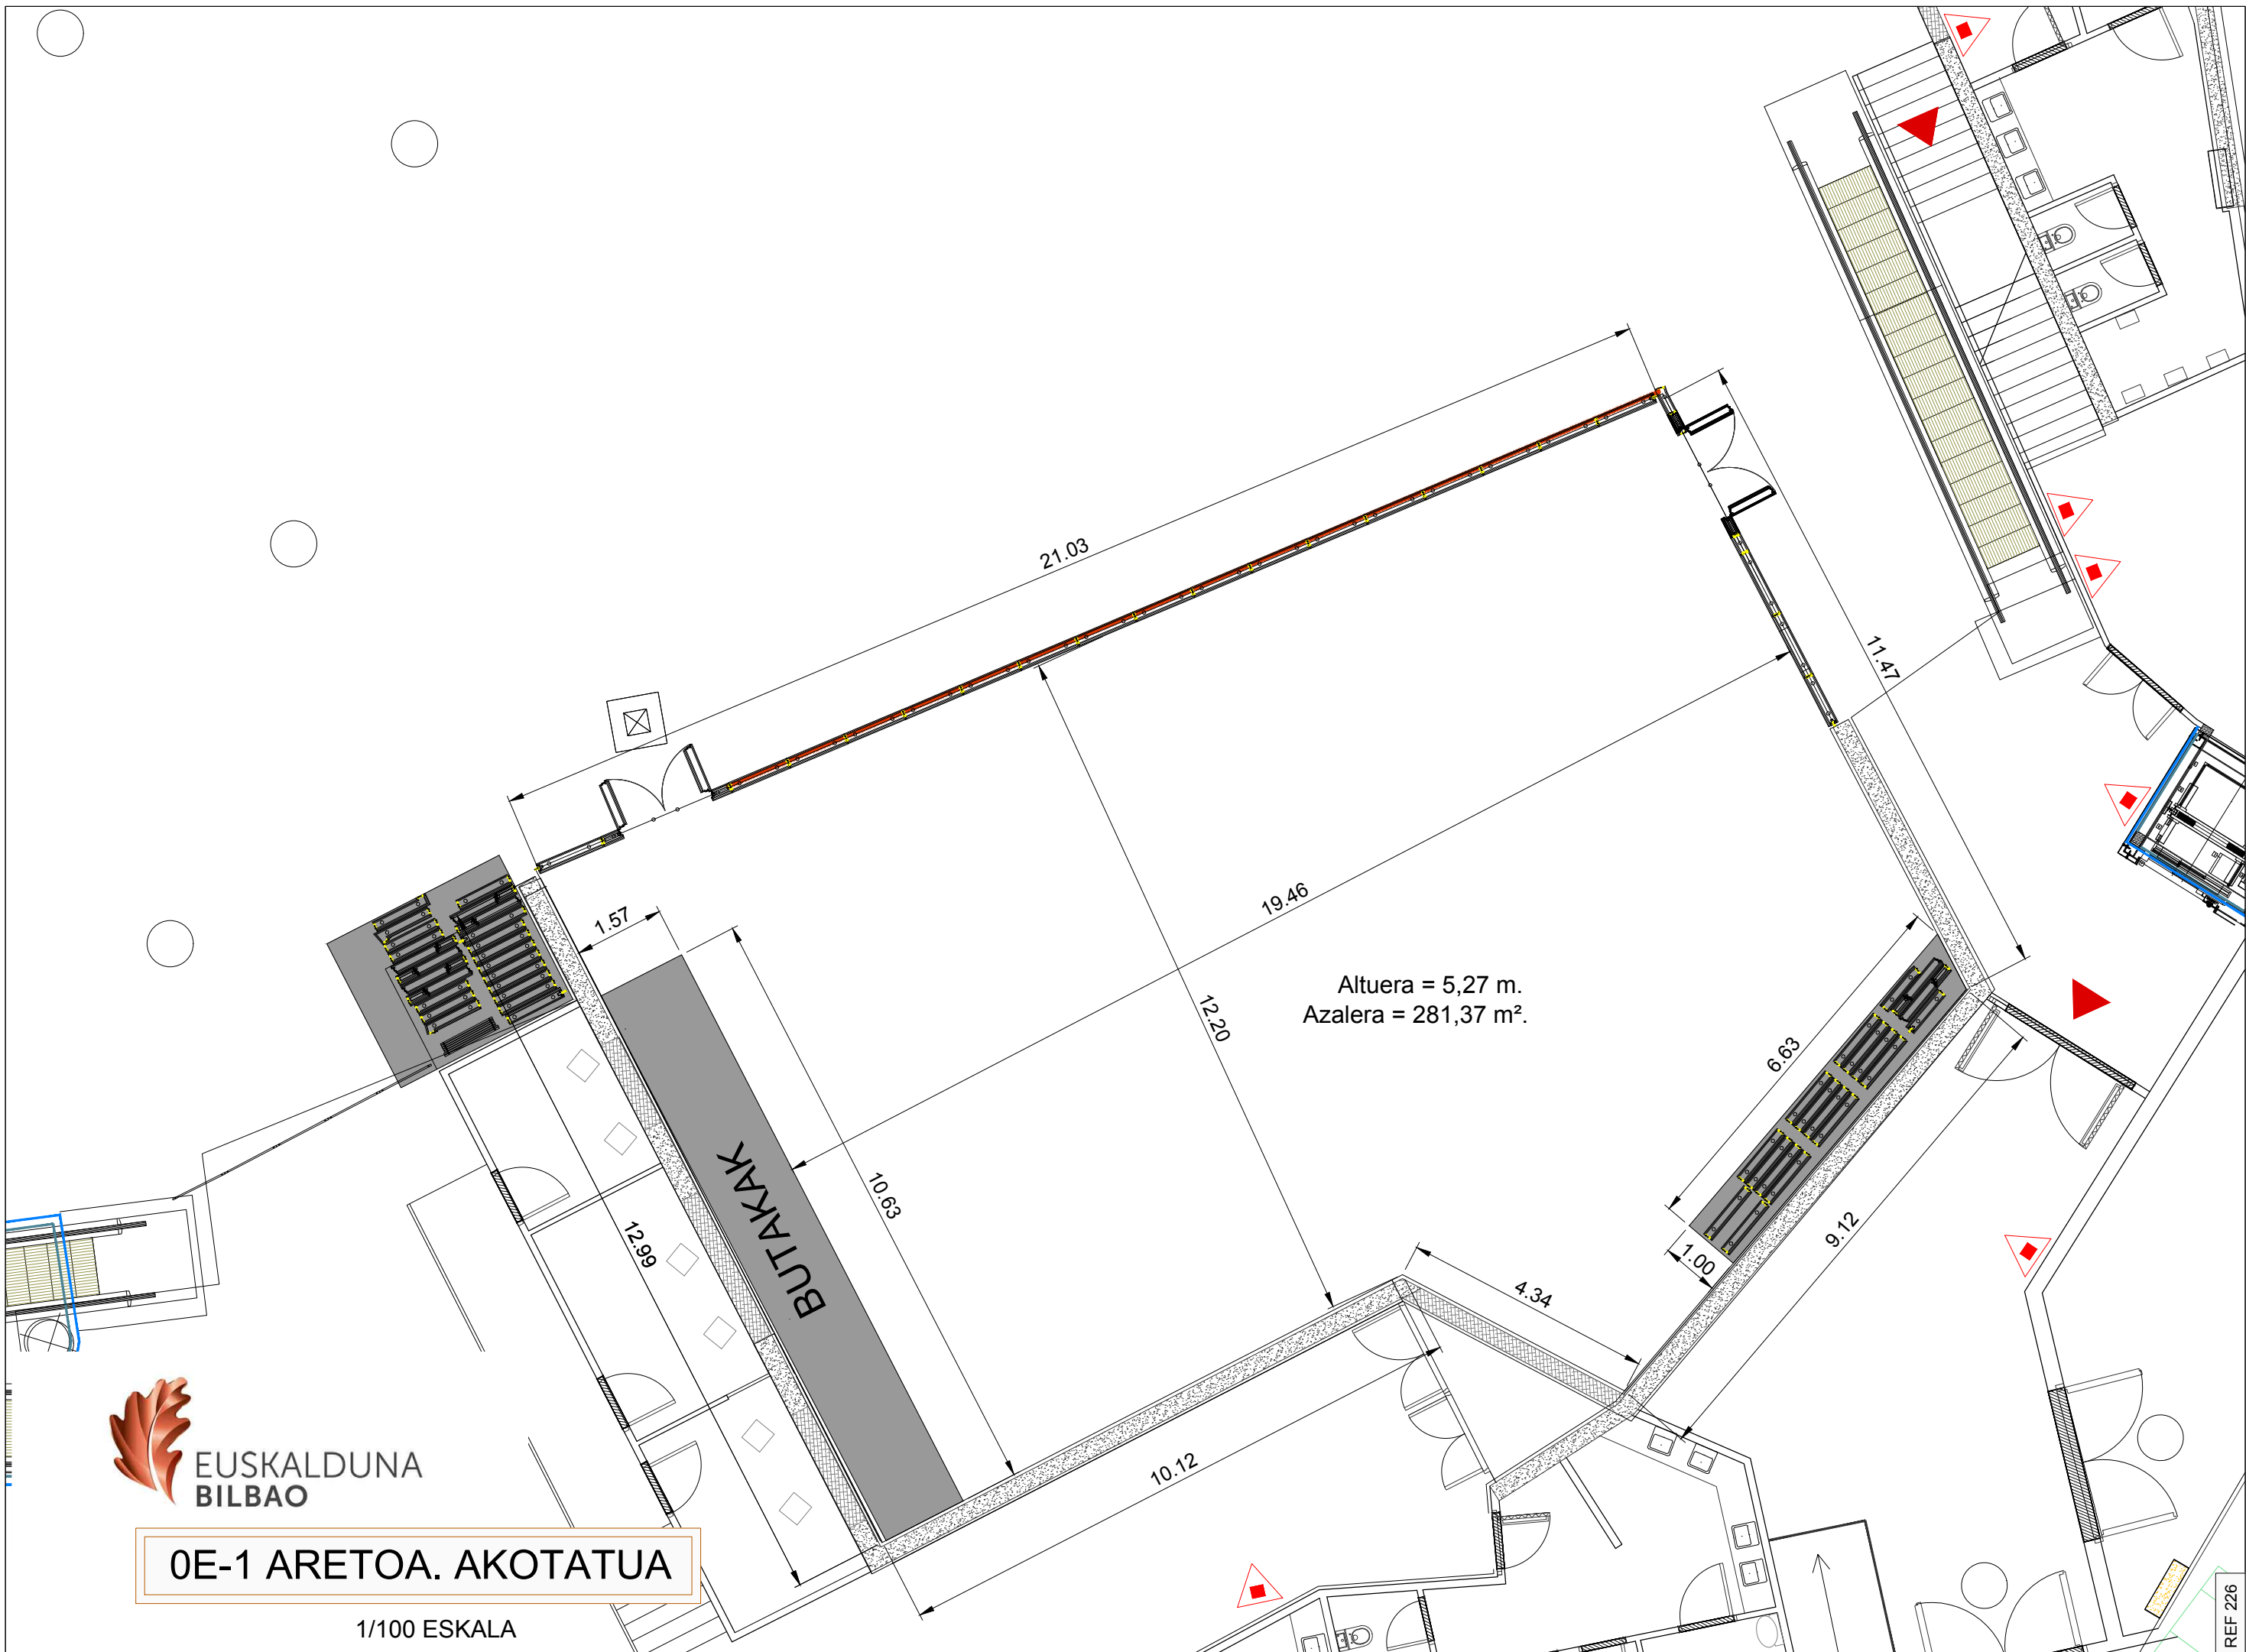 21.03
11.47
1.57
19.46
12.20
Altuera = 5,27 m.
Azalera = 281,37 m².
6.63
10.63
BUTAKAK
12.99
9.12
1.00
4.34
10.12
EUSKALDUNA
BILBAO
0E-1 ARETOA. AKOTATUA
1/100 ESKALA
REF 226